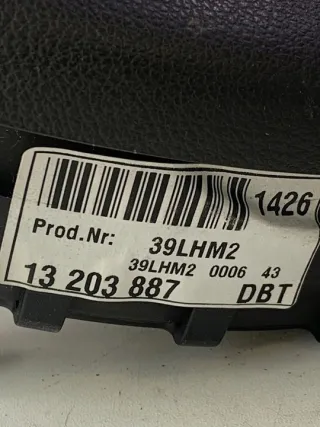 1426
Prod.Nr: 39LHM2
39LHM2 0006 43
13 203 887 DBT